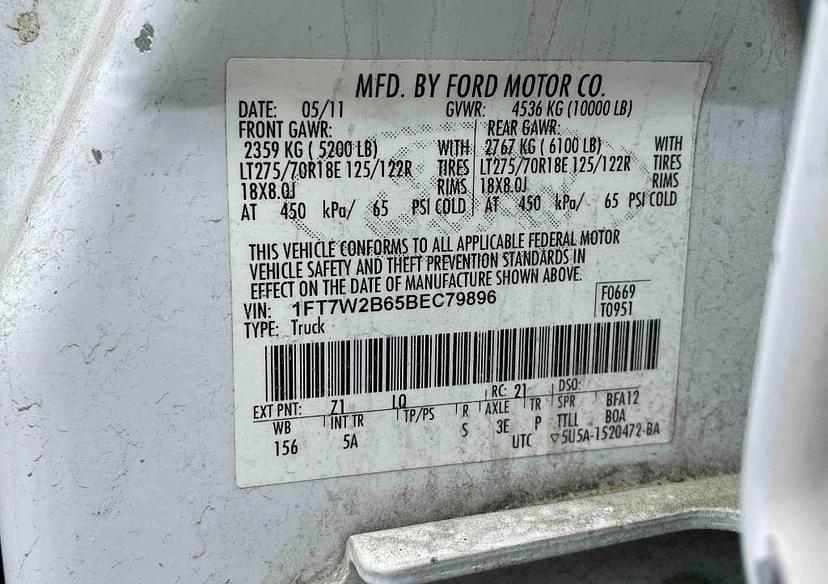 MFD. BY FORD MOTOR CO.
DATE: 05/11 GVWR: 4536 KG (10000 LB)
FRONT GAWR: REAR GAWR:
2359 KG ( 5200 LB) WITH 2767 KG ( 6100 LB) WITH
LT275/70R18E 125/122R TIRES LT275/70R18E 125/122R TIRES
18X8.0J RIMS 18X8.0J RIMS
AT 450 kPa/ 65 PSI COLD AT 450 kPa/ 65 PSI COLD
THIS VEHICLE CONFORMS TO ALL APPLICABLE FEDERAL MOTOR
VEHICLE SAFETY AND THEFT PREVENTION STANDARDS IN
EFFECT ON THE DATE OF MANUFACTURE SHOWN ABOVE.
VIN: 1FT7W2B65BEC79896 F0669
TYPE: Truck T0951
EXT PNT: Z1 LQ RC: 21 DSO:
WB INT TR TP/PS R AXLE TR SPR BFA12
156 5A S 3E P TTLL BOA
UTC ▽5U5A-1520472-BA